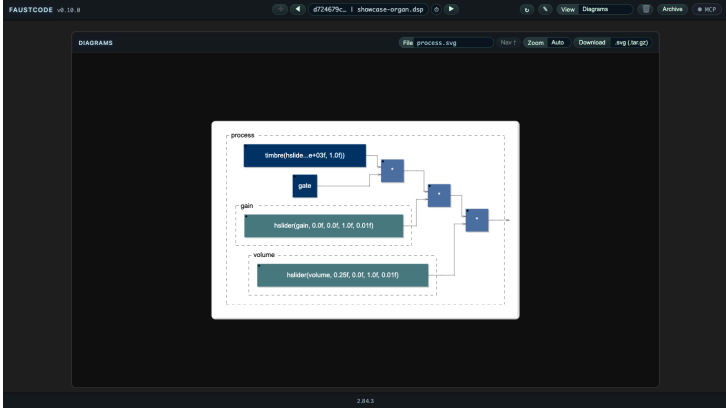 FAUSTCODE v0.10.0
d724679c… | showcase-organ.dsp
View Diagrams
Archive
MCP
DIAGRAMS
File process.svg
Nav ↑
Zoom Auto
Download .svg (.tar.gz)
process
timbre(hslide...e+03f, 1.0f))
*
gate
*
gain
*
hslider(gain, 0.0f, 0.0f, 1.0f, 0.01f)
volume
hslider(volume, 0.25f, 0.0f, 1.0f, 0.01f)
2.84.3